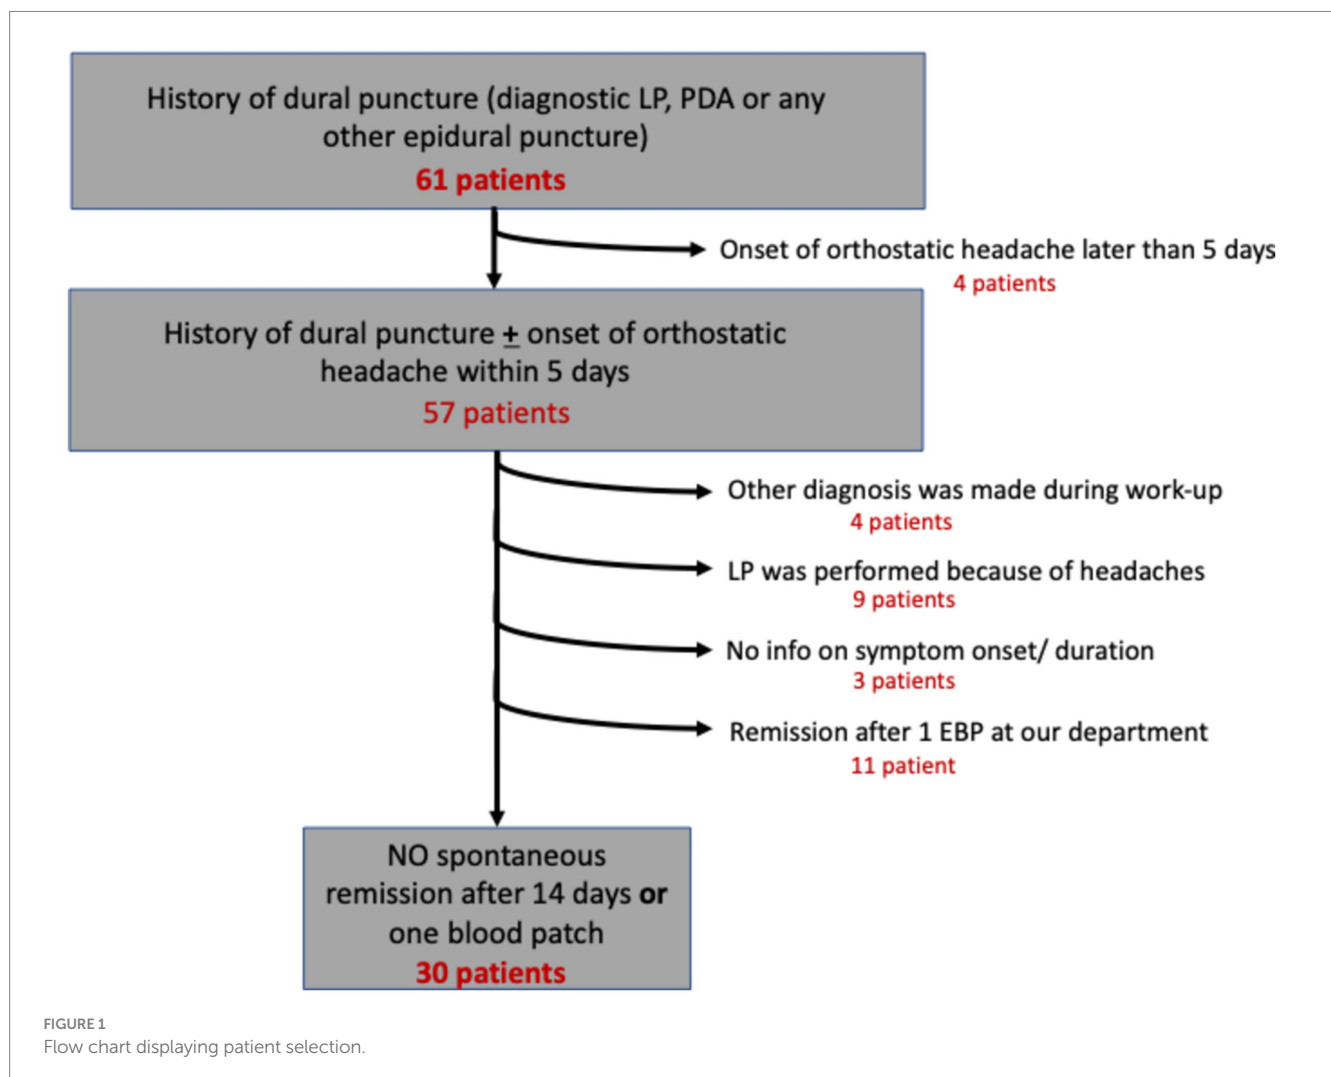 History of dural puncture (diagnostic LP, PDA or any
other epidural puncture)
61 patients
Onset of orthostatic headache later than 5 days
4 patients
History of dural puncture ± onset of orthostatic
headache within 5 days
57 patients
Other diagnosis was made during work-up
4 patients
LP was performed because of headaches
9 patients
No info on symptom onset/ duration
3 patients
Remission after 1 EBP at our department
11 patient
NO spontaneous
remission after 14 days or
one blood patch
30 patients
FIGURE 1
Flow chart displaying patient selection.